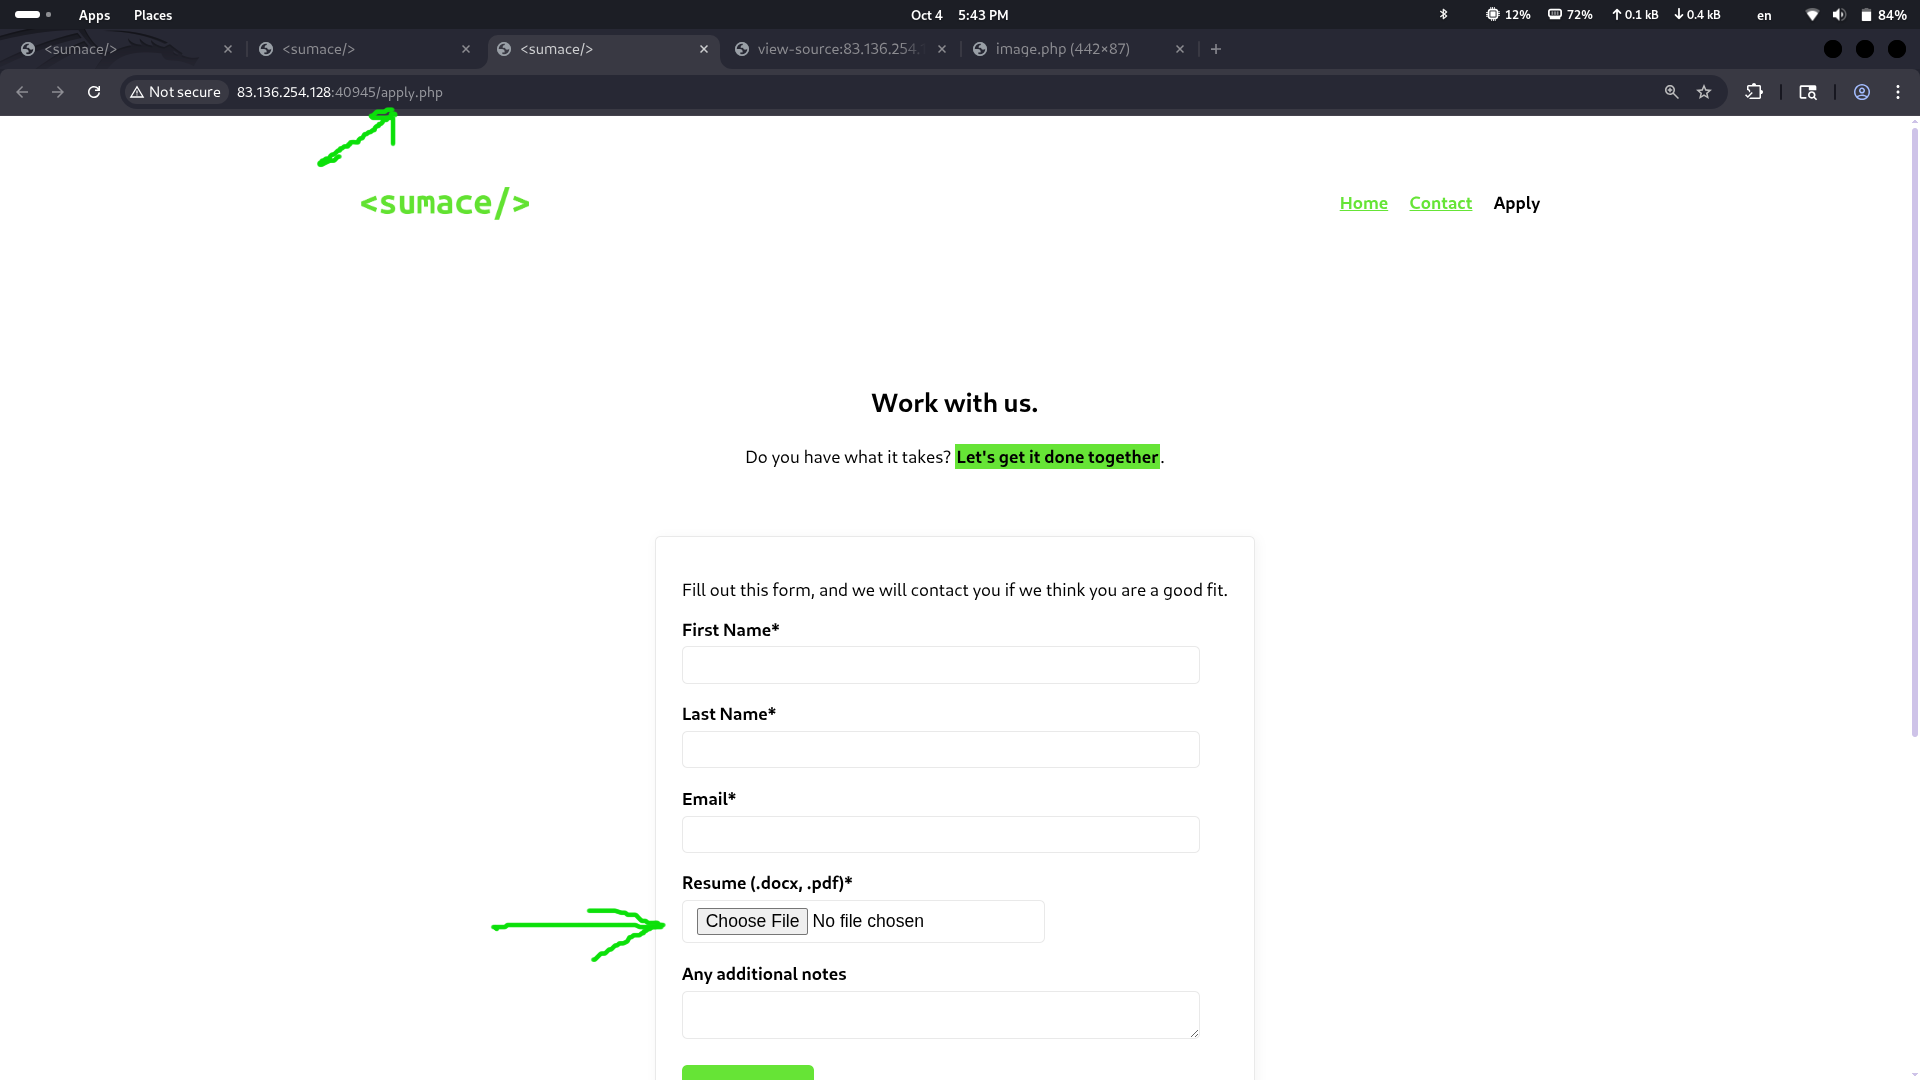 Apps Places Oct 4 5:43 PM 12% 72% 0.1 kB 0.4 kB en 84%
<sumace/> <sumace/> <sumace/> view-source:83.136.254. image.php (442×87)
Not secure 83.136.254.128:40945/apply.php
<sumace/> Home Contact Apply
Work with us.
Do you have what it takes? Let's get it done together.
Fill out this form, and we will contact you if we think you are a good fit.
First Name*
Last Name*
Email*
Resume (.docx, .pdf)*
Choose File No file chosen
Any additional notes